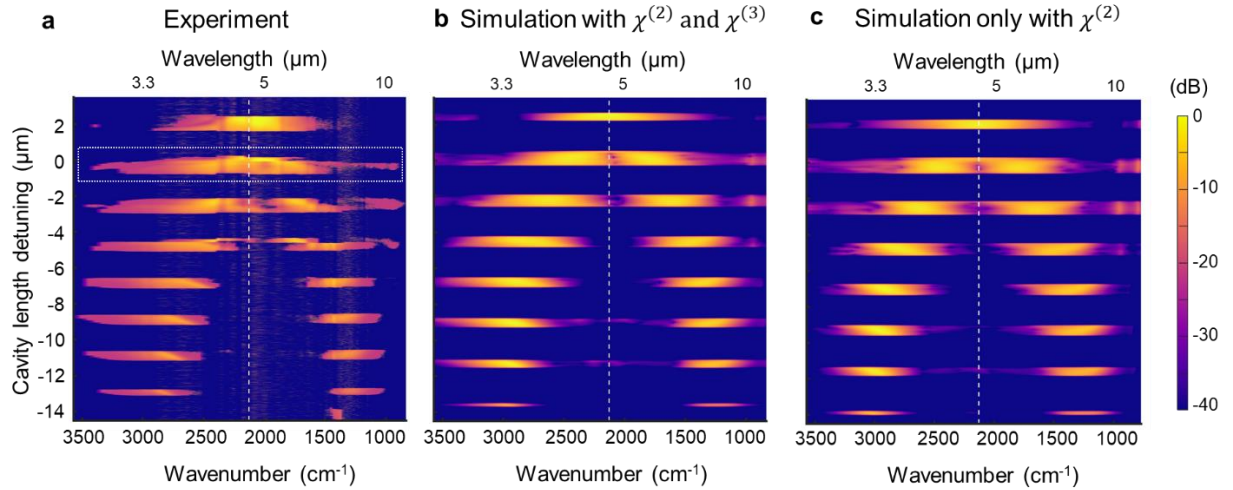 a Experiment
b Simulation with χ⁽²⁾ and χ⁽³⁾
c Simulation only with χ⁽²⁾
Wavelength (µm)
Wavelength (µm)
Wavelength (µm)
3.3 5 10
3.3 5 10
3.3 5 10
(dB)
Cavity length detuning (µm)
2
0
-2
-4
-6
-8
-10
-12
-14
0
-10
-20
-30
-40
3500 3000 2500 2000 1500 1000
3500 3000 2500 2000 1500 1000
3500 3000 2500 2000 1500 1000
Wavenumber (cm⁻¹)
Wavenumber (cm⁻¹)
Wavenumber (cm⁻¹)